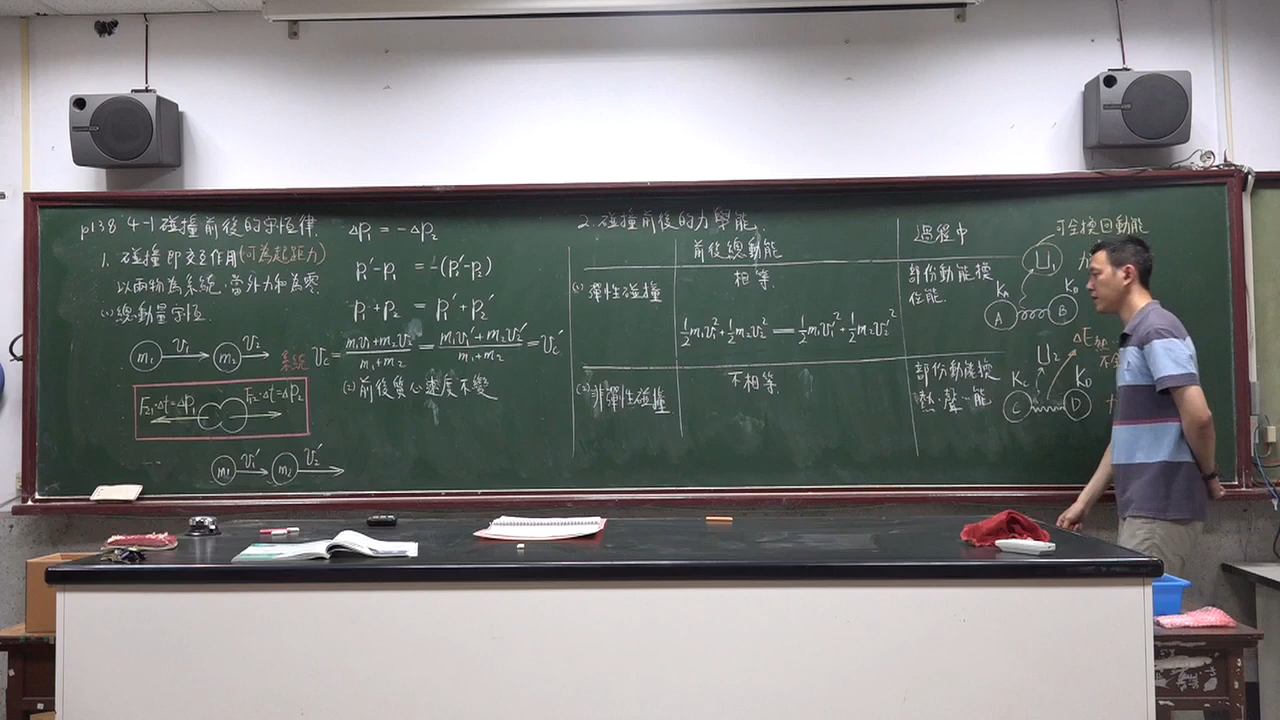 p138 4-1 碰撞前後的守恆律
1. 碰撞即交互作用(可為超距力)
以兩物為系統,當外力和為零
(1) 總動量守恆
m₁ v₁ m₂ v₂
F₂₁·Δt=ΔP₁ F₁₂·Δt=ΔP₂
m₁ v₁' m₂ v₂'
ΔP₁ = -ΔP₂
P₁'-P₁ = -(P₂'-P₂)
P₁+P₂ = P₁'+P₂'
系統 v_c = (m₁v₁+m₂v₂)/(m₁+m₂) = (m₁v₁'+m₂v₂')/(m₁+m₂) = v_c'
(2) 前後質心速度不變
2. 碰撞前後的力學能
前後總動能
過程中
(1) 彈性碰撞
相等
½m₁v₁²+½m₂v₂² = ½m₁v₁'²+½m₂v₂'²
部份動能換
位能
可全換回動能
U₁
K_A K_B
A B
(2) 非彈性碰撞
不相等
部份動能換
熱·聲…能
U₂
ΔE熱
K_C K_D
C D